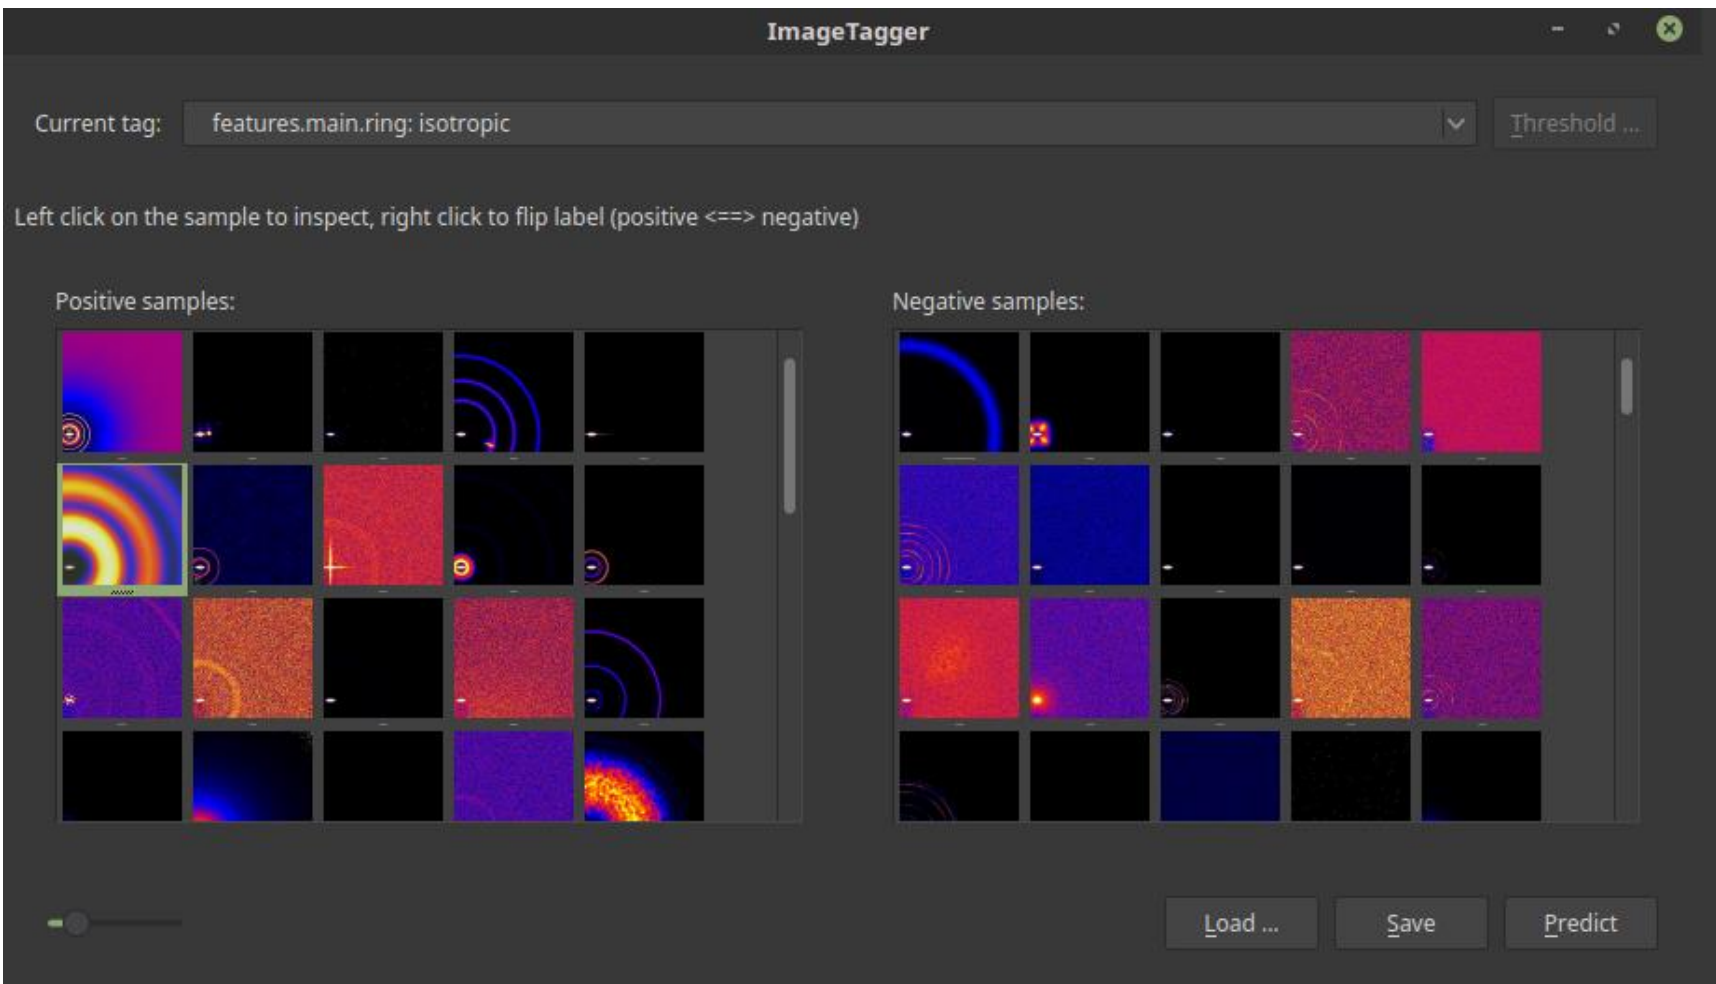 ImageTagger
Current tag: features.main.ring: isotropic Threshold ...
Left click on the sample to inspect, right click to flip label (positive <==> negative)
Positive samples: Negative samples:
Load ... Save Predict